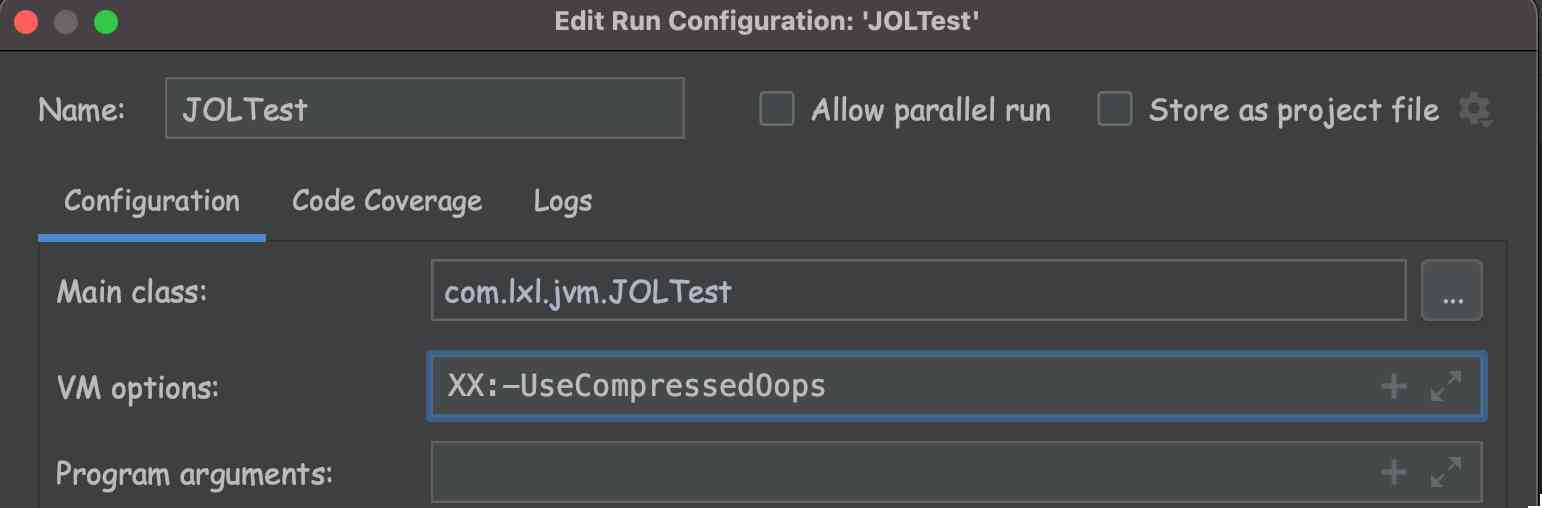 Edit Run Configuration: 'JOLTest'
Name: JOLTest Allow parallel run Store as project file
Configuration Code Coverage Logs
Main class: com.lxl.jvm.JOLTest ...
VM options: XX:-UseCompressedOops
Program arguments: